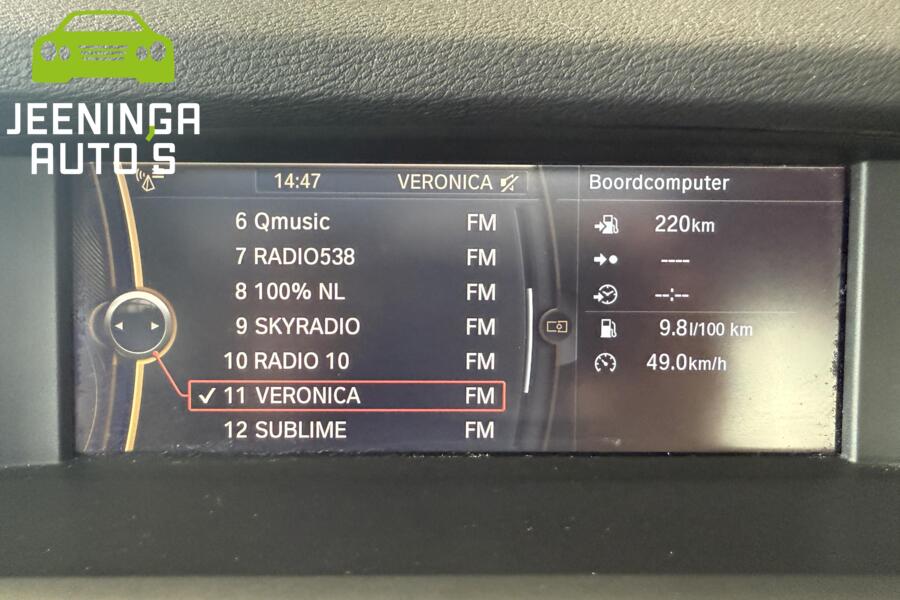 JEENINGA
AUTO'S
14:47 VERONICA
Boordcomputer
6 Qmusic FM
7 RADIO538 FM
8 100% NL FM
9 SKYRADIO FM
10 RADIO 10 FM
11 VERONICA FM
12 SUBLIME FM
220km
----
--:--
9.8l/100 km
49.0km/h